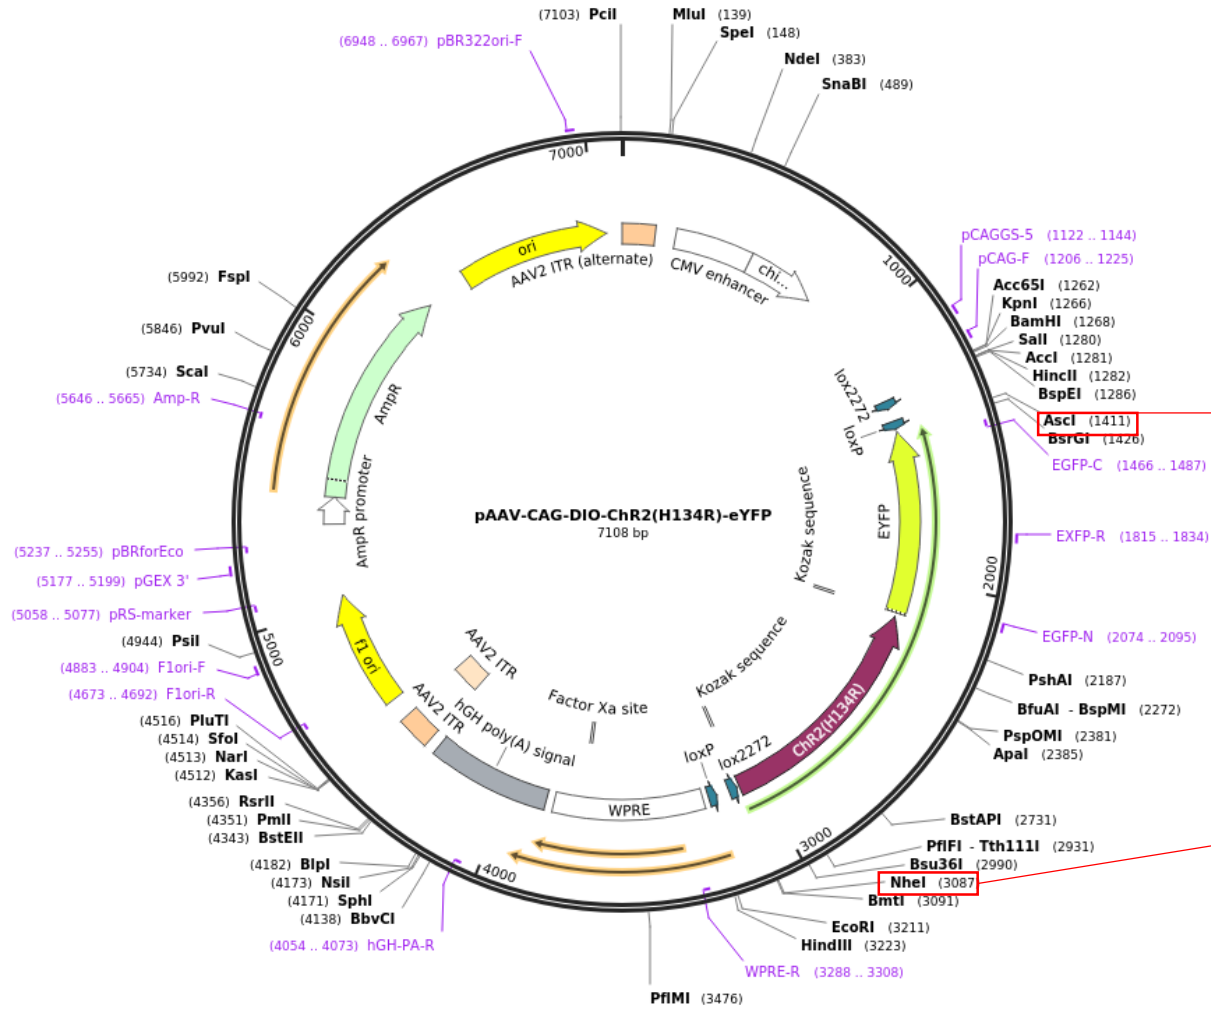 (7103) PciI
MluI (139)
SpeI (148)
(6948 .. 6967) pBR322ori-F
NdeI (383)
SnaBI (489)
7000
pCAGGS-5 (1122 .. 1144)
pCAG-F (1206 .. 1225)
1000
ori
AAV2 ITR (alternate)
CMV enhancer
chi...
Acc65I (1262)
KpnI (1266)
BamHI (1268)
SalI (1280)
AccI (1281)
HincII (1282)
BspEI (1286)
AscI (1411)
BsrGI (1426)
EGFP-C (1466 .. 1487)
(5992) FspI
6000
(5846) PvuI
(5734) ScaI
(5646 .. 5665) Amp-R
AmpR
AmpR promoter
lox2272
loxP
Kozak sequence
EYFP
pAAV-CAG-DIO-ChR2(H134R)-eYFP
7108 bp
EXFP-R (1815 .. 1834)
2000
(5237 .. 5255) pBRforEco
(5177 .. 5199) pGEX 3'
(5058 .. 5077) pRS-marker
(4944) PsiI
5000
(4883 .. 4904) F1ori-F
(4673 .. 4692) F1ori-R
EGFP-N (2074 .. 2095)
PshAI (2187)
BfuAI - BspMI (2272)
PspOMI (2381)
ApaI (2385)
f1 ori
AAV2 ITR
AAV2 ITR
hGH poly(A) signal
Factor Xa site
Kozak sequence
loxP
lox2272
ChR2(H134R)
WPRE
(4516) PluTI
(4514) SfoI
(4513) NarI
(4512) KasI
(4356) RsrII
(4351) PmlI
(4343) BstEII
(4182) BlpI
(4173) NsiI
(4171) SphI
(4138) BbvCI
(4054 .. 4073) hGH-PA-R
4000
3000
BstAPI (2731)
PflFI - Tth111I (2931)
Bsu36I (2990)
NheI (3087
BmtI (3091)
EcoRI (3211)
HindIII (3223)
WPRE-R (3288 .. 3308)
PflMI (3476)